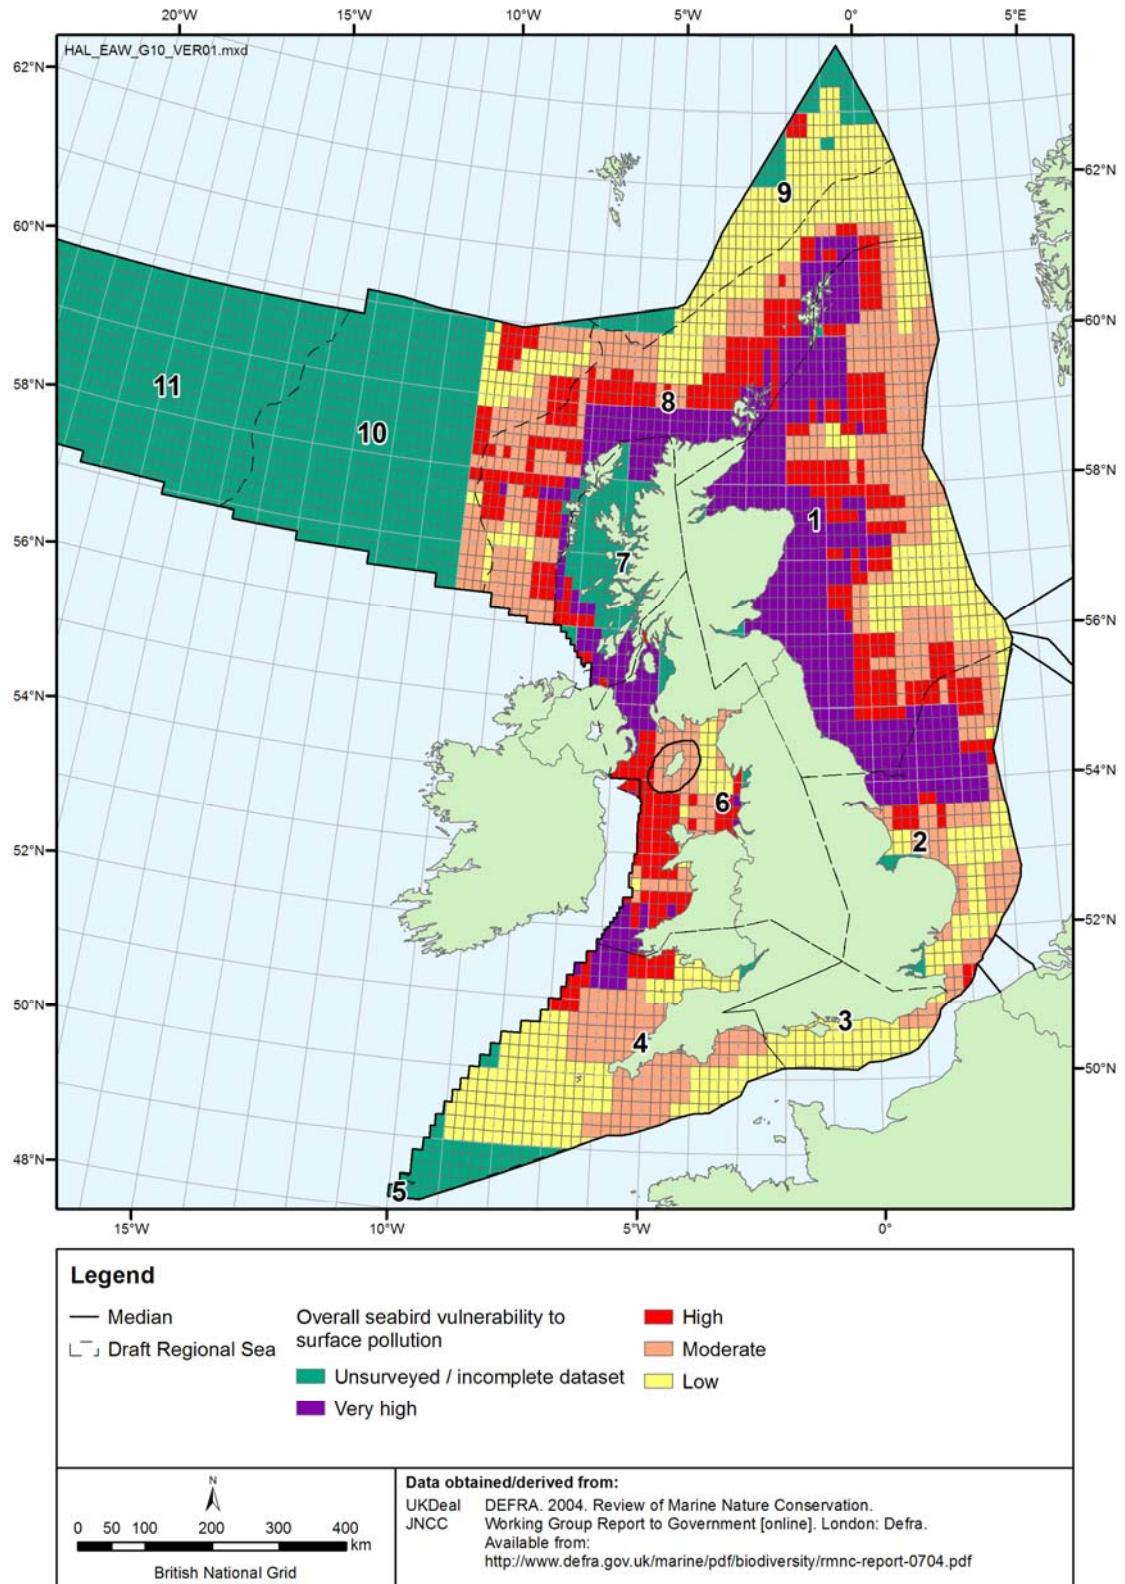 20°W 15°W 10°W 5°W 0° 5°E
HAL_EAW_G10_VER01.mxd
62°N
62°N
9
60°N
60°N
11
10
8
58°N
58°N
1
7
56°N
56°N
54°N
54°N
6
2
52°N
52°N
3
50°N
4
50°N
48°N
5
15°W 10°W 5°W 0°
Legend
Median
Draft Regional Sea
Overall seabird vulnerability to
surface pollution
Unsurveyed / incomplete dataset
Very high
High
Moderate
Low
N
0 50 100 200 300 400
km
British National Grid
Data obtained/derived from:
UKDeal DEFRA. 2004. Review of Marine Nature Conservation.
JNCC Working Group Report to Government [online]. London: Defra.
Available from:
http://www.defra.gov.uk/marine/pdf/biodiversity/rmnc-report-0704.pdf